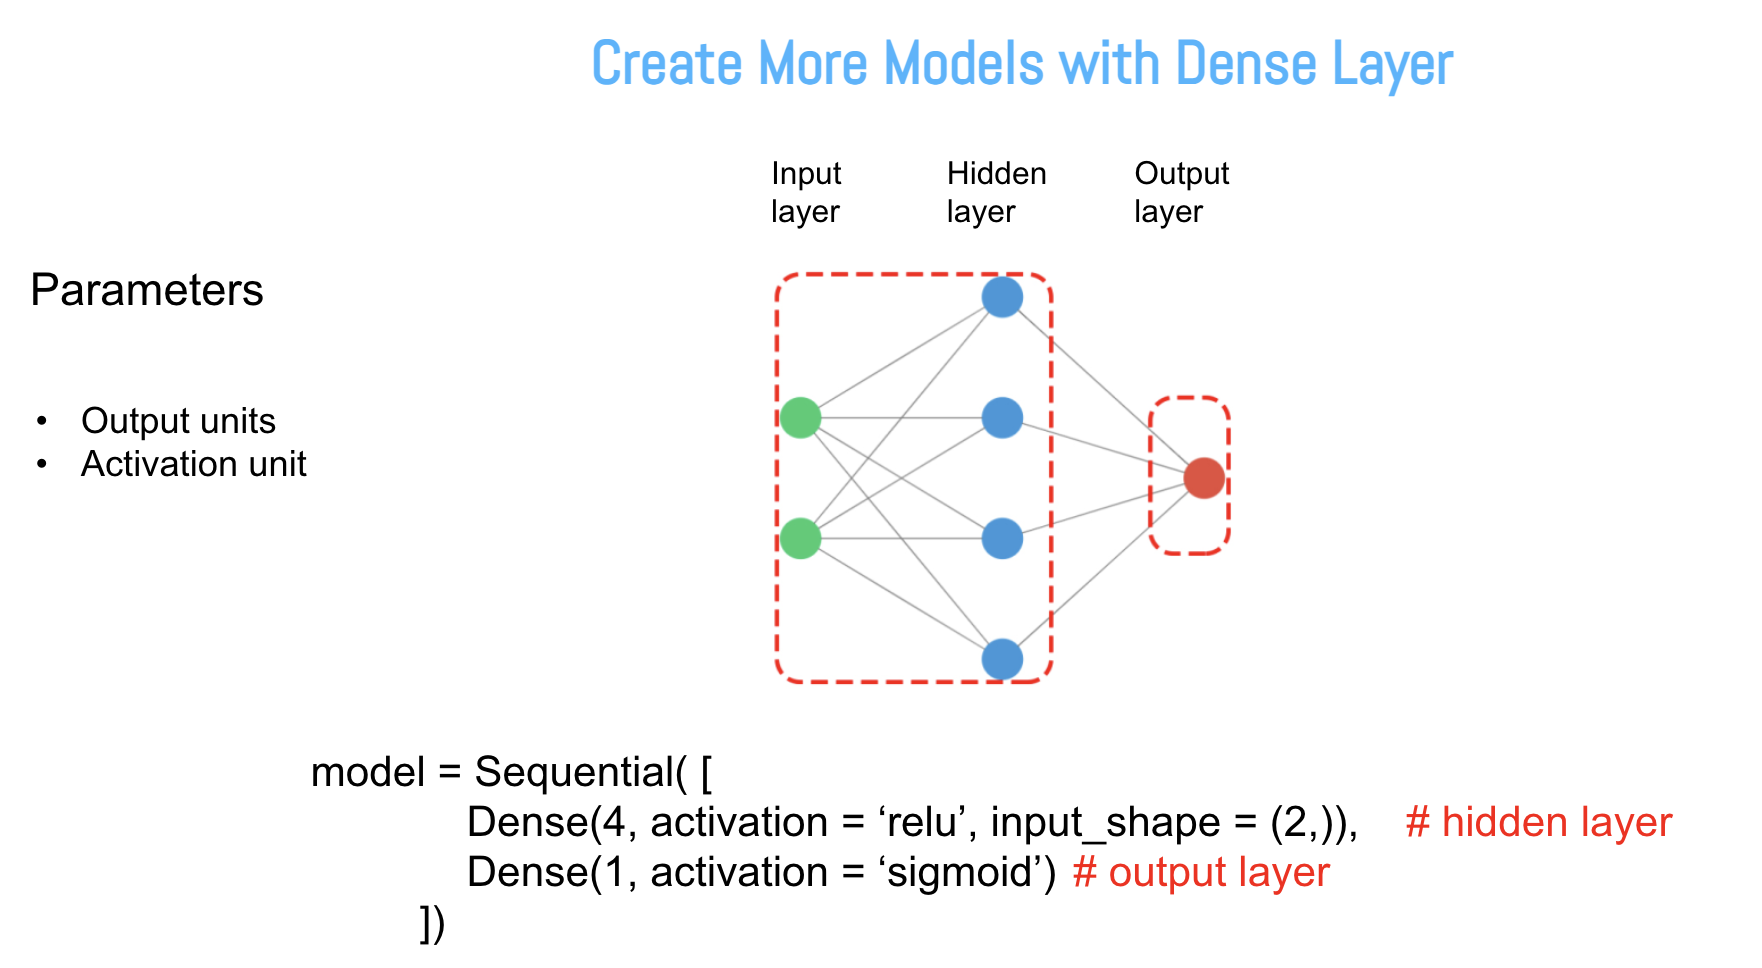 Create More Models with Dense Layer
Input
layer
Hidden
layer
Output
layer
Parameters
• Output units
• Activation unit
model = Sequential( [
Dense(4, activation = ‘relu’, input_shape = (2,)), # hidden layer
Dense(1, activation = ‘sigmoid’) # output layer
])